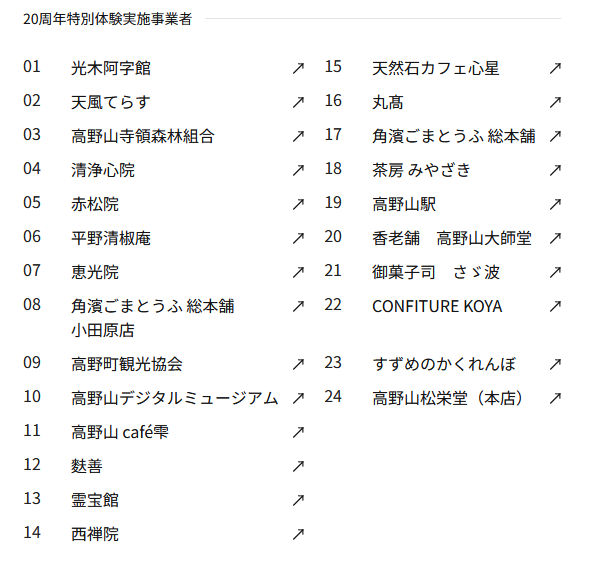 20周年特別体験実施事業者
01 光木阿字館
02 天風てらす
03 高野山寺領森林組合
04 清浄心院
05 赤松院
06 平野清椒庵
07 恵光院
08 角濱ごまとうふ 総本舗
小田原店
09 高野町観光協会
10 高野山デジタルミュージアム
11 高野山 café雫
12 麩善
13 霊宝館
14 西禅院
15 天然石カフェ心星
16 丸髙
17 角濱ごまとうふ 総本舗
18 茶房 みやざき
19 高野山駅
20 香老舗　高野山大師堂
21 御菓子司　さゞ波
22 CONFITURE KOYA
23 すずめのかくれんぼ
24 高野山松栄堂（本店）